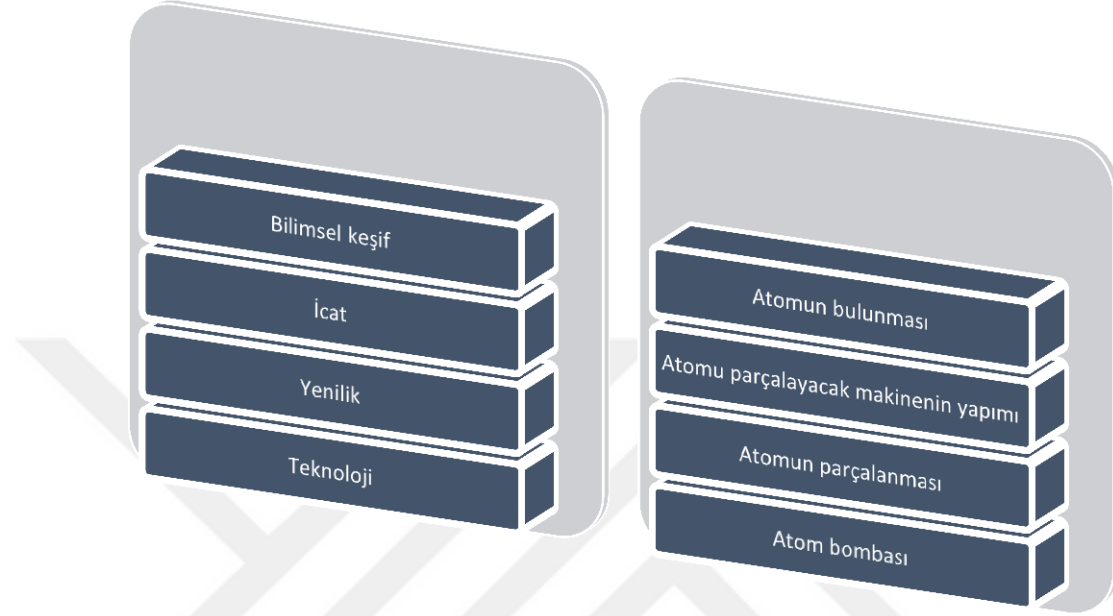 Bilimsel keşif
İcat
Yenilik
Teknoloji
Atomun bulunması
Atomu parçalayacak makinenin yapımı
Atomun parçalanması
Atom bombası